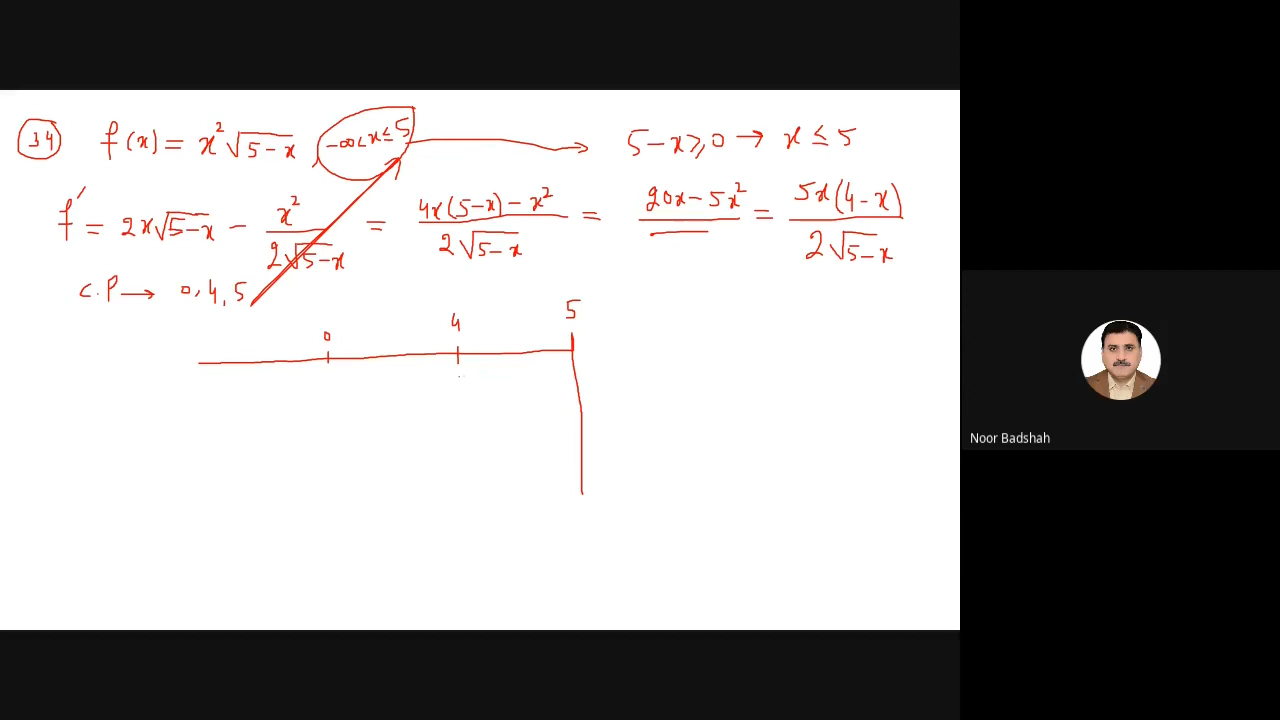 34 f(x) = x²√(5-x) , -∞<x≤5 → 5-x≥0 → x≤5
f' = 2x√(5-x) - x²/(2√(5-x)) = (4x(5-x)-x²)/(2√(5-x)) = 20x-5x² = 5x(4-x)/(2√(5-x))
C.P → 0, 4, 5
0 4 5
Noor Badshah